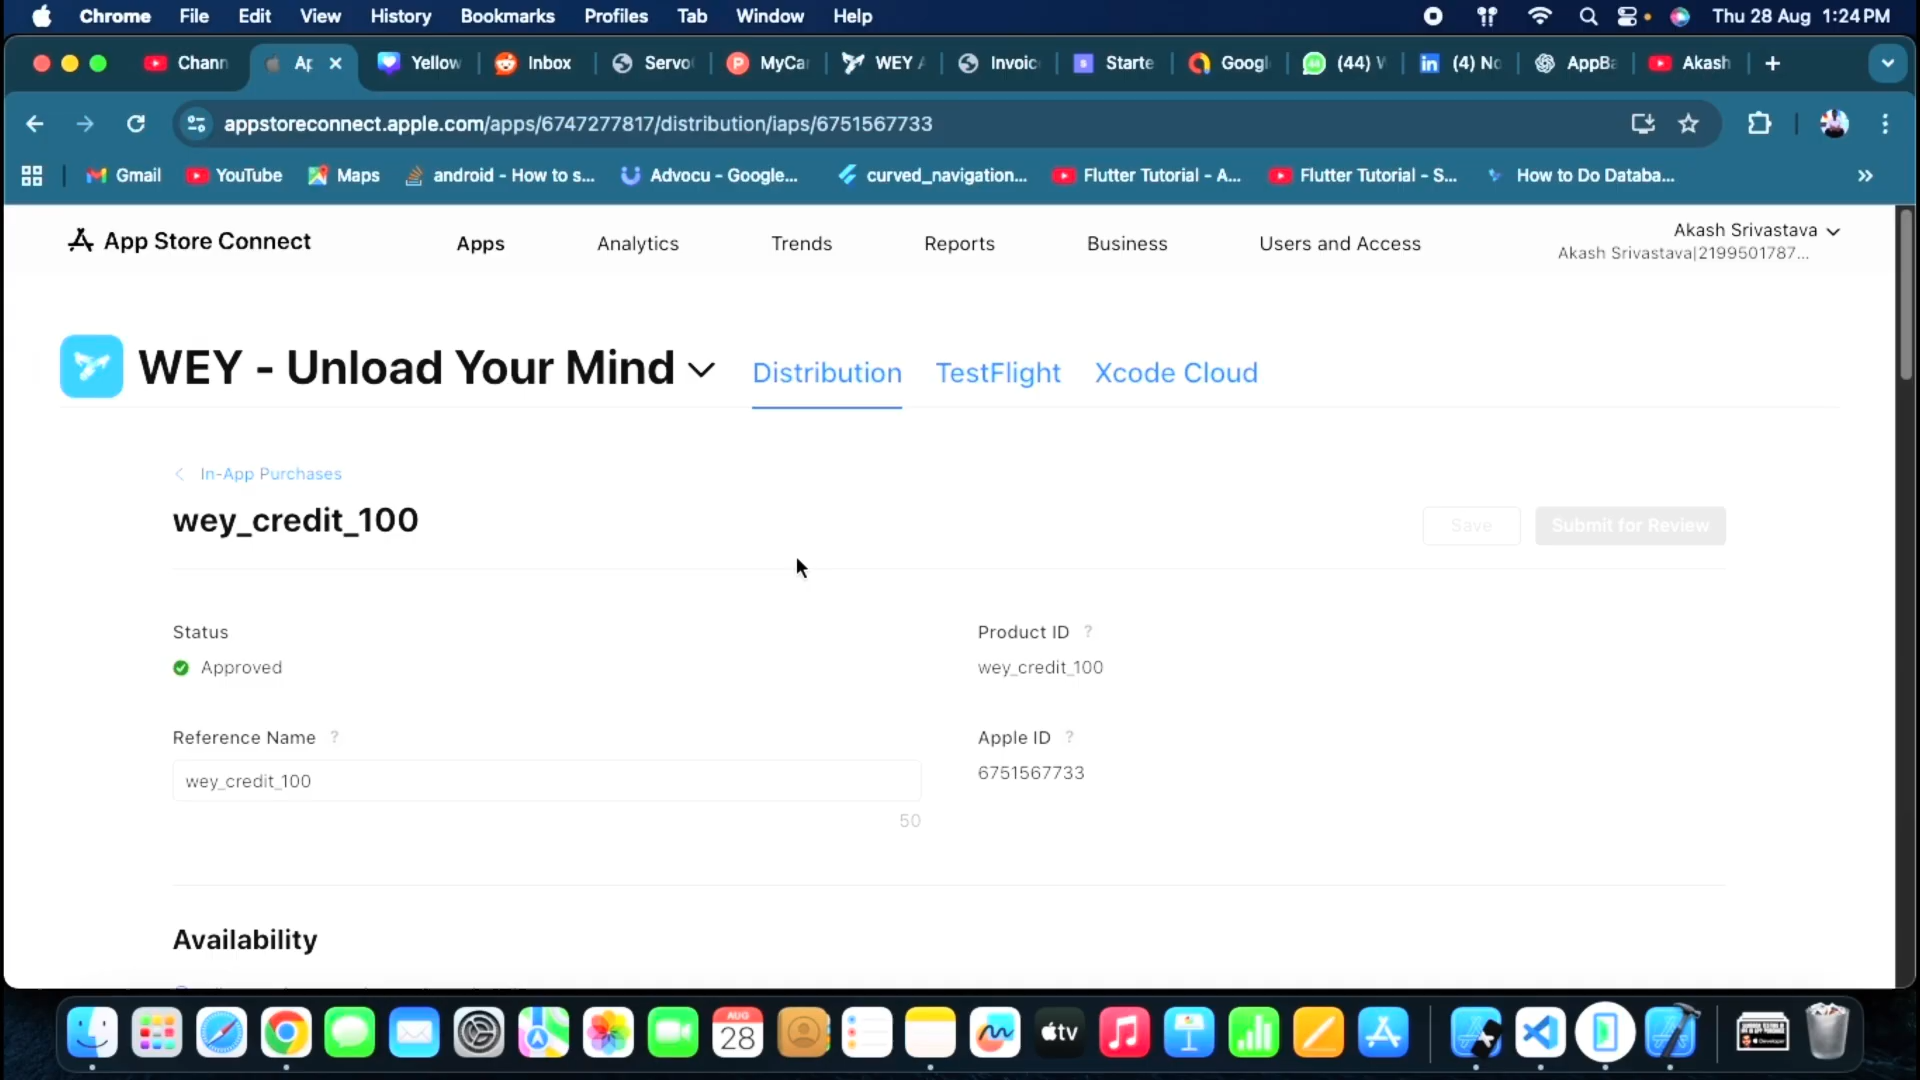 Chrome File Edit View History Bookmarks Profiles Tab Window Help Thu 28 Aug 1:24 PM
Chann Ap Yellow Inbox Servo MyCa WEY Invoic Starte Googl (44) (4) No AppBa Akash
appstoreconnect.apple.com/apps/6747277817/distribution/iaps/6751567733
Gmail YouTube Maps android - How to s... Advocu - Google... curved_navigation... Flutter Tutorial - A... Flutter Tutorial - S... How to Do Databa... »
App Store Connect Apps Analytics Trends Reports Business Users and Access Akash Srivastava
Akash Srivastava|2199501787...
WEY - Unload Your Mind Distribution TestFlight Xcode Cloud
In-App Purchases
wey_credit_100 Save Submit for Review
Status Product ID ?
Approved wey_credit_100
Reference Name ? Apple ID ?
wey_credit_100 6751567733
50
Availability
AUG
28
tv